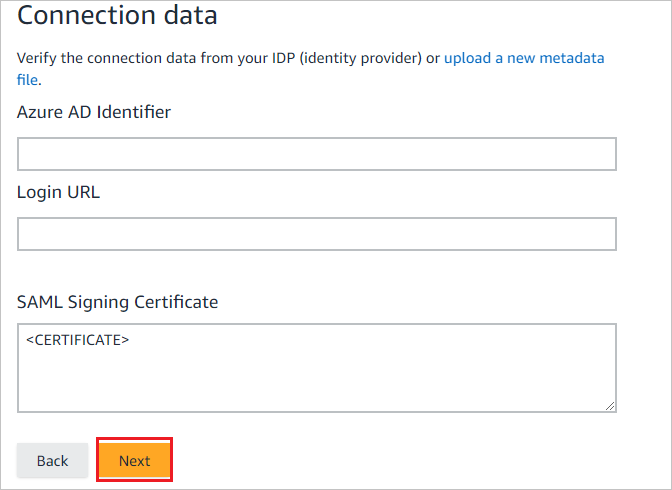 Connection data
Verify the connection data from your IDP (identity provider) or upload a new metadata
file.
Azure AD Identifier
Login URL
SAML Signing Certificate
<CERTIFICATE>
Back
Next